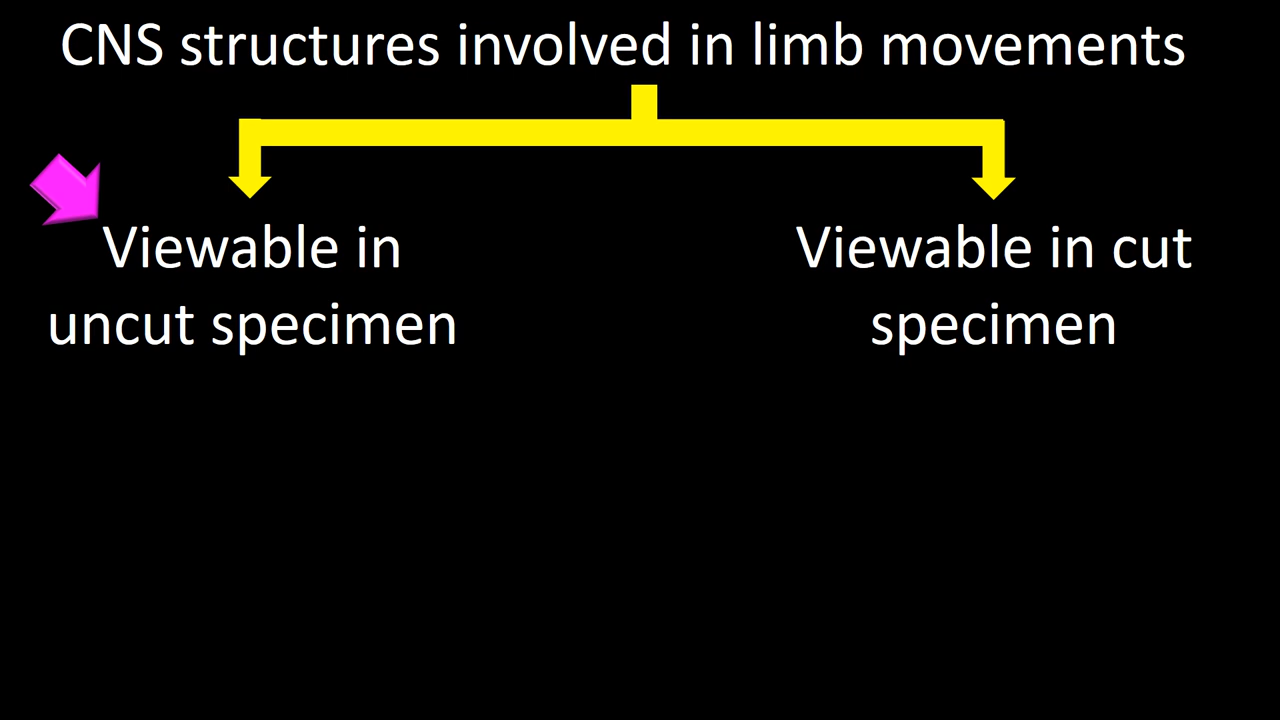 CNS structures involved in limb movements
Viewable in
uncut specimen
Viewable in cut
specimen